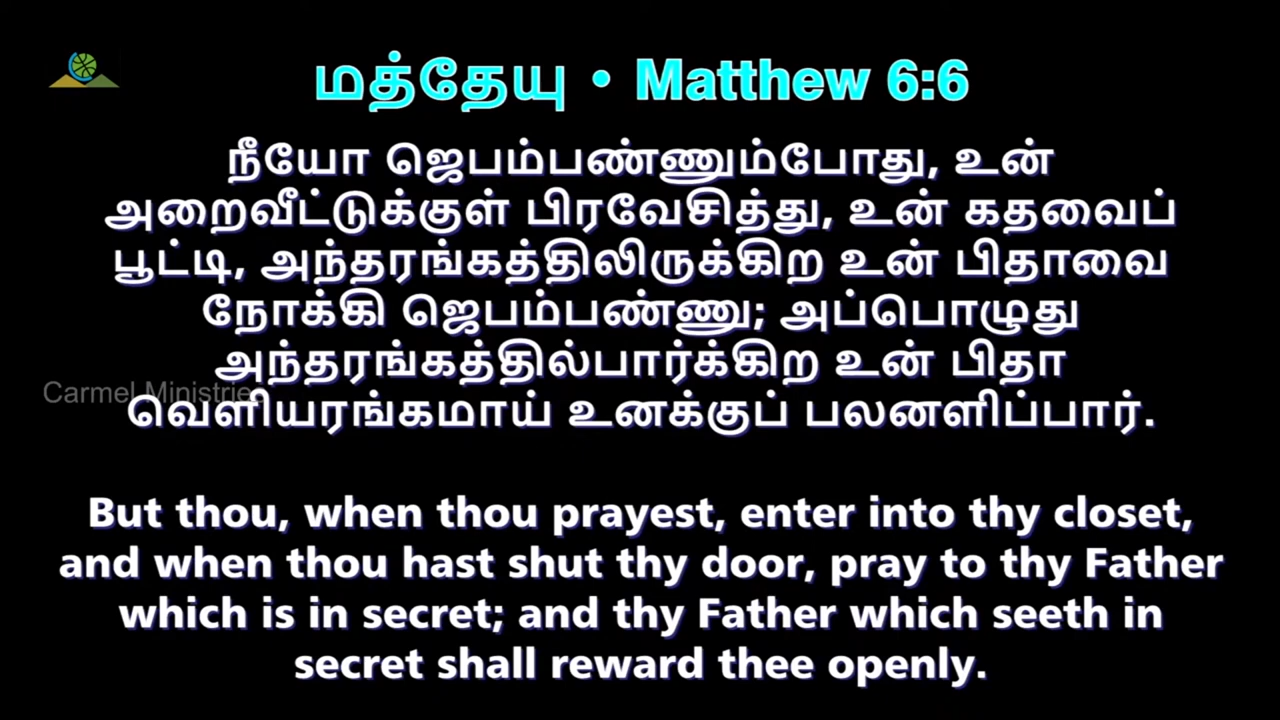 மத்தேயு • Matthew 6:6
நீயோ ஜெபம்பண்ணும்போது, உன்
அறைவீட்டுக்குள் பிரவேசித்து, உன் கதவைப்
பூட்டி, அந்தரங்கத்திலிருக்கிற உன் பிதாவை
நோக்கி ஜெபம்பண்ணு; அப்பொழுது
அந்தரங்கத்தில்பார்க்கிற உன் பிதா
Carmel Ministries
வெளியரங்கமாய் உனக்குப் பலனளிப்பார்.
But thou, when thou prayest, enter into thy closet,
and when thou hast shut thy door, pray to thy Father
which is in secret; and thy Father which seeth in
secret shall reward thee openly.